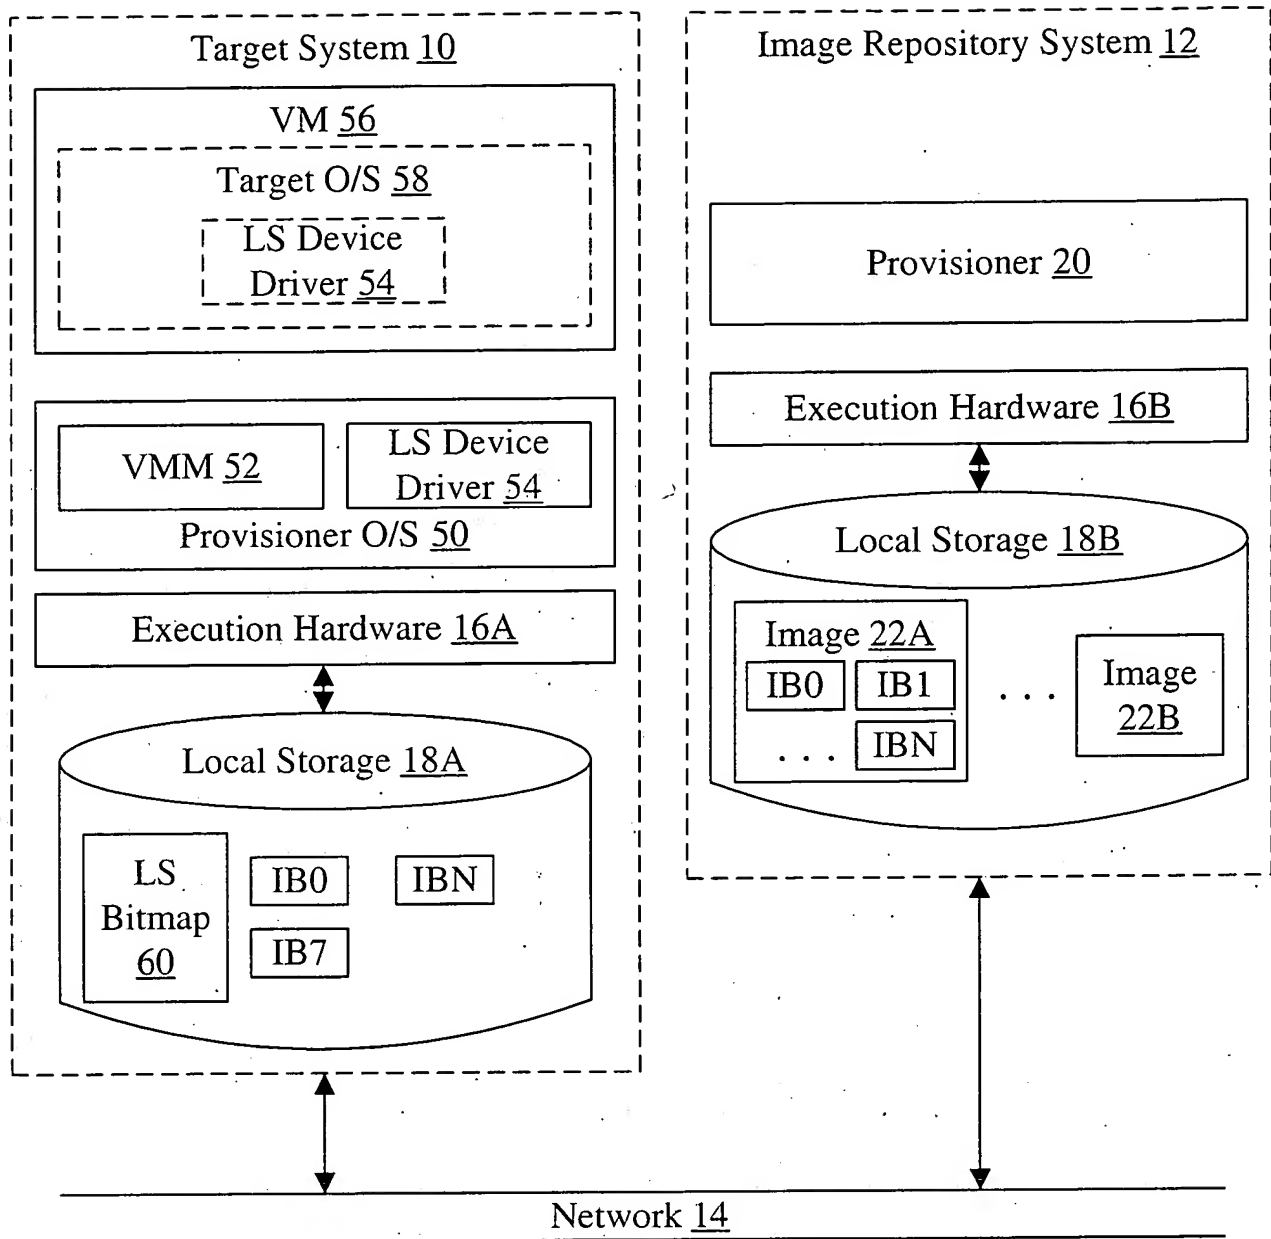 Target System 10
VM 56
Target O/S 58
LS Device
Driver 54
VMM 52
LS Device
Driver 54
Provisioner O/S 50
Execution Hardware 16A
Local Storage 18A
LS
Bitmap
60
IB0
IBN
IB7
Image Repository System 12
Provisioner 20
Execution Hardware 16B
Local Storage 18B
Image 22A
IB0
IB1
. . .
IBN
. . .
Image
22B
Network 14